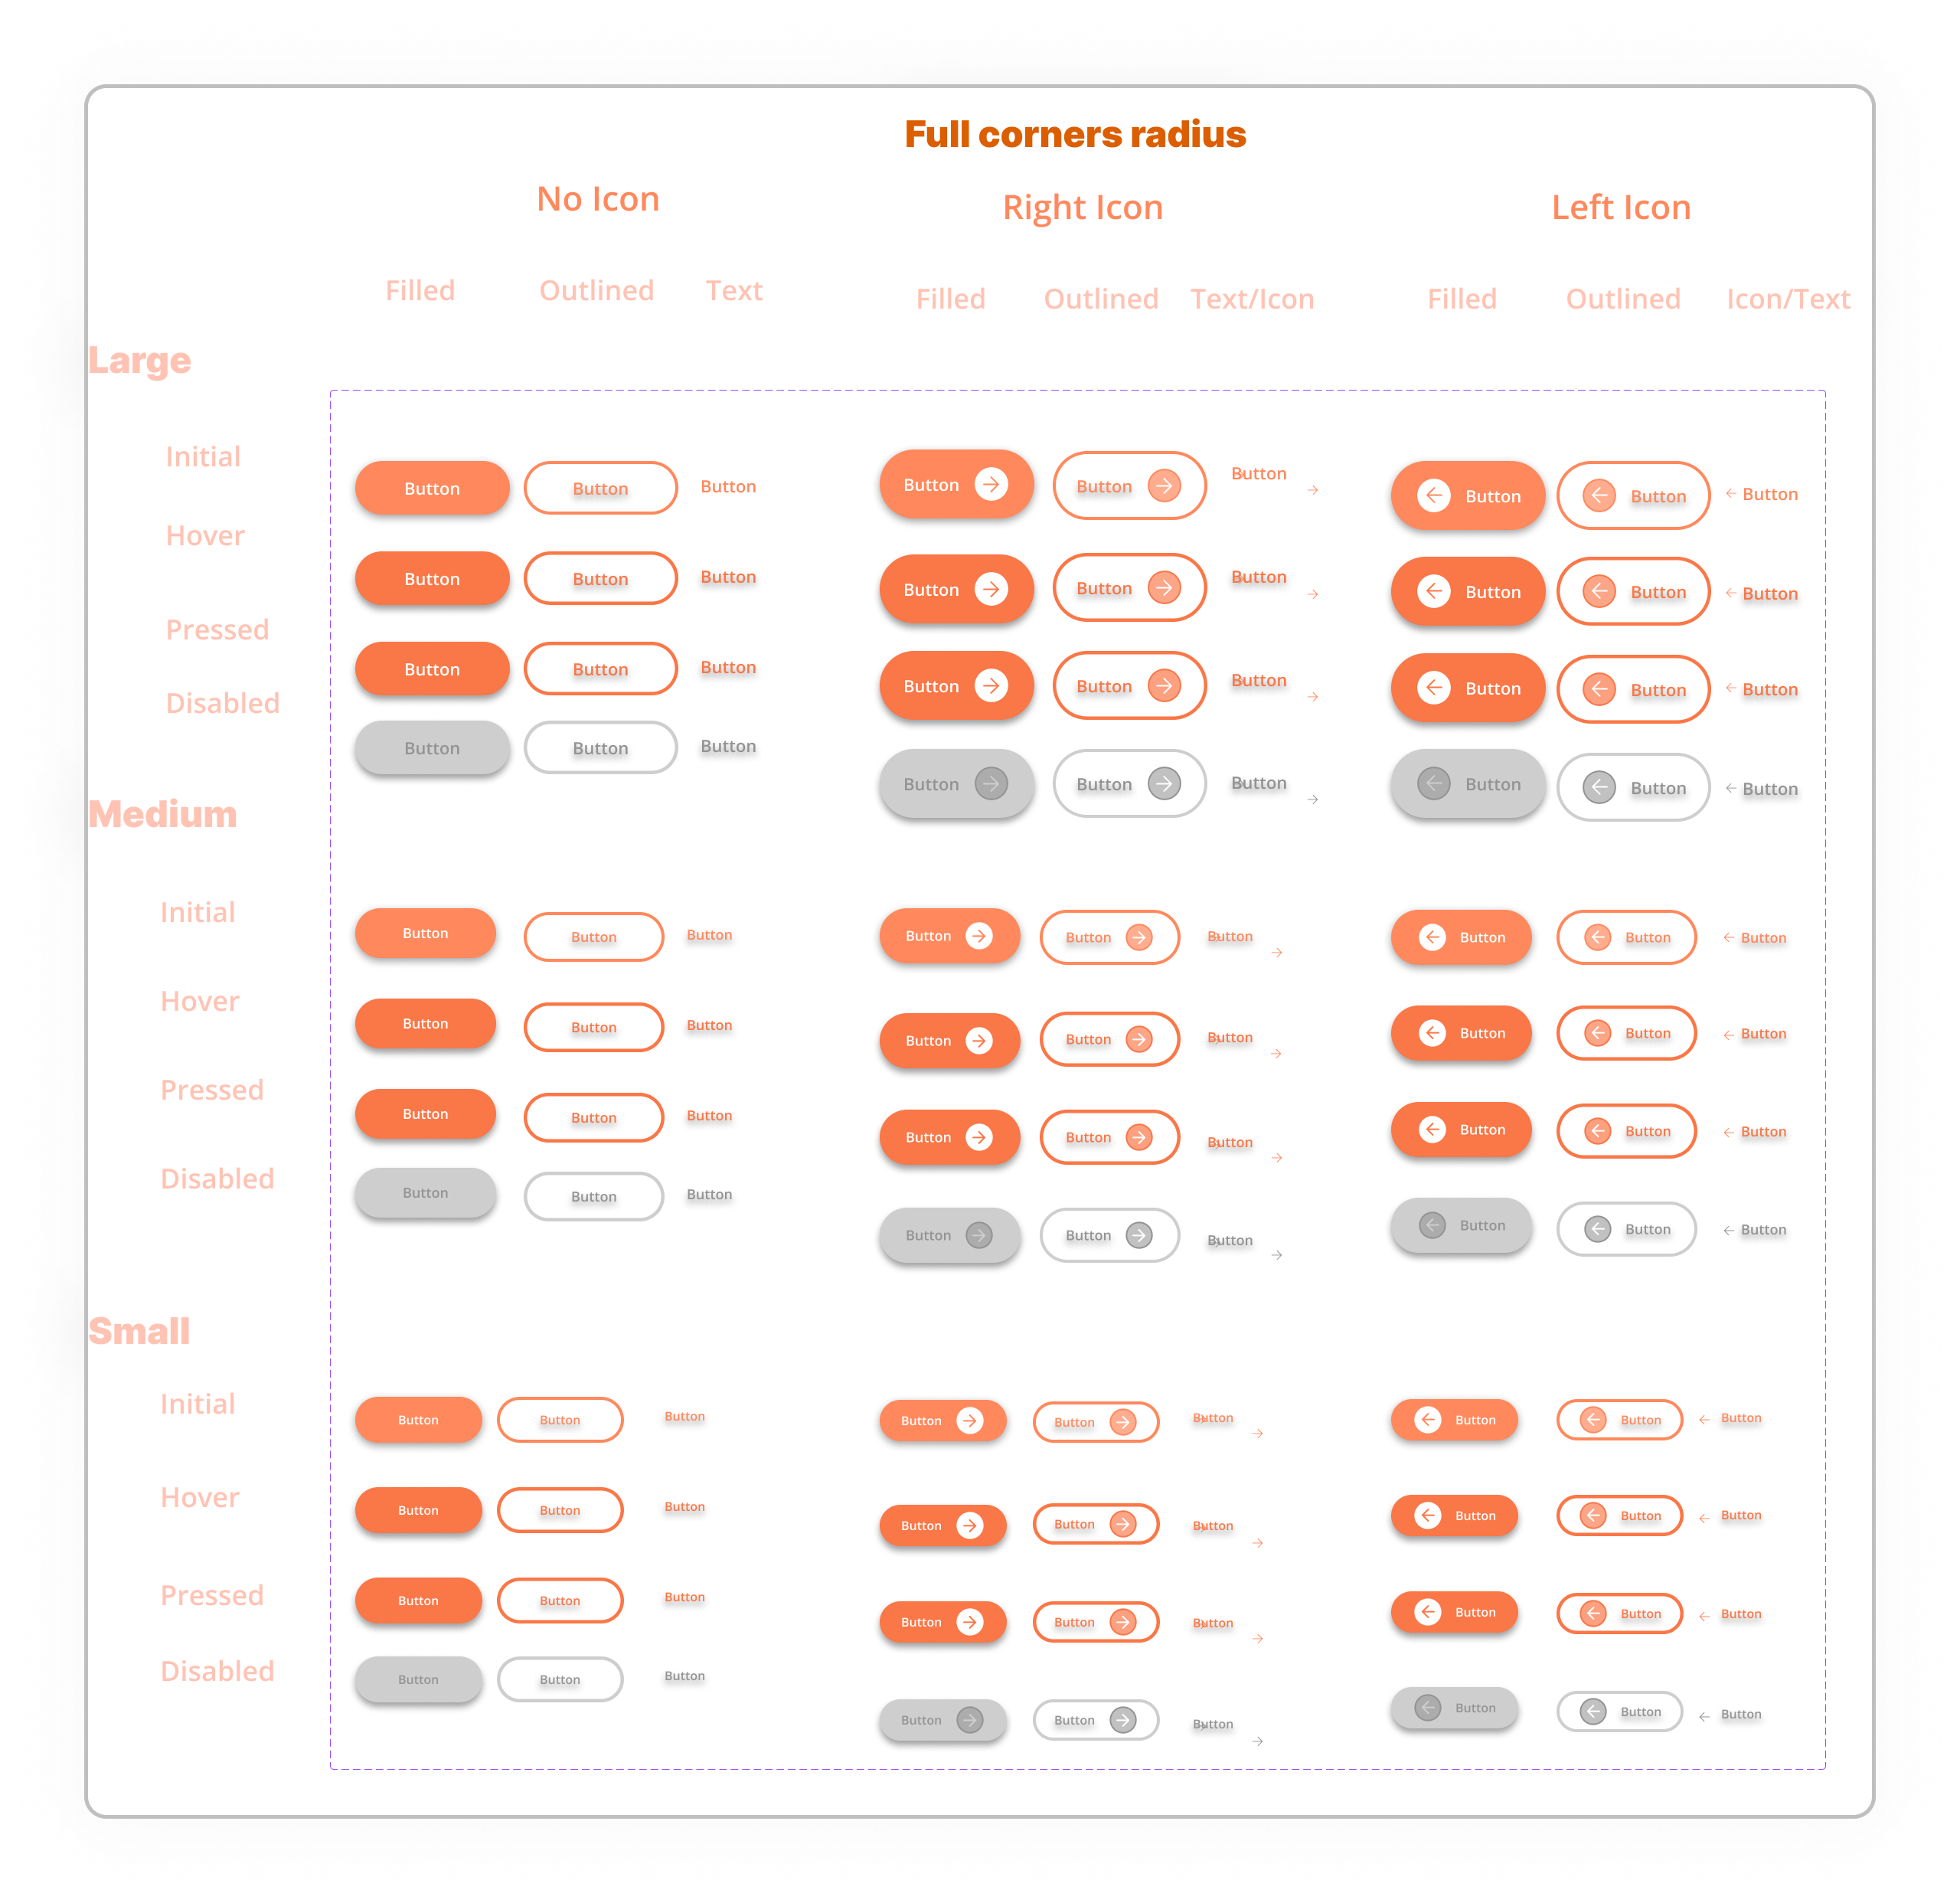 Full corners radius
No Icon
Right Icon
Left Icon
Filled Outlined Text
Filled Outlined Text/Icon
Filled Outlined Icon/Text
Large
Initial
Button Button Button Button Button Button Button Button Button
Hover
Button Button Button Button Button Button Button Button Button
Pressed
Button Button Button Button Button Button Button Button Button
Disabled
Button Button Button Button Button Button Button Button Button
Medium
Initial
Button Button Button Button Button Button Button Button Button
Hover
Button Button Button Button Button Button Button Button Button
Pressed
Button Button Button Button Button Button Button Button Button
Disabled
Button Button Button Button Button Button Button Button Button
Small
Initial
Button Button Button Button Button Button Button Button Button
Hover
Button Button Button Button Button Button Button Button Button
Pressed
Button Button Button Button Button Button Button Button Button
Disabled
Button Button Button Button Button Button Button Button Button